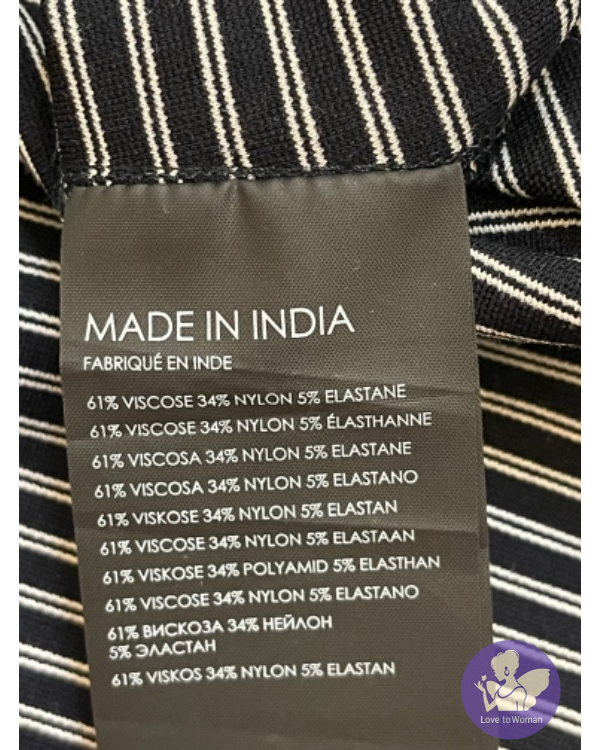 MADE IN INDIA
FABRIQUÉ EN INDE
61% VISCOSE 34% NYLON 5% ELASTANE
61% VISCOSE 34% NYLON 5% ÉLASTHANNE
61% VISCOSA 34% NYLON 5% ELASTANE
61% VISCOSA 34% NYLON 5% ELASTANO
61% VISKOSE 34% NYLON 5% ELASTAN
61% VISCOSE 34% NYLON 5% ELASTAAN
61% VISKOSE 34% POLYAMID 5% ELASTHAN
61% VISCOSE 34% NYLON 5% ELASTANO
61% ВИСКОЗА 34% НЕЙЛОН
5% ЭЛАСТАН
61% VISKOS 34% NYLON 5% ELASTAN
Love to Woman